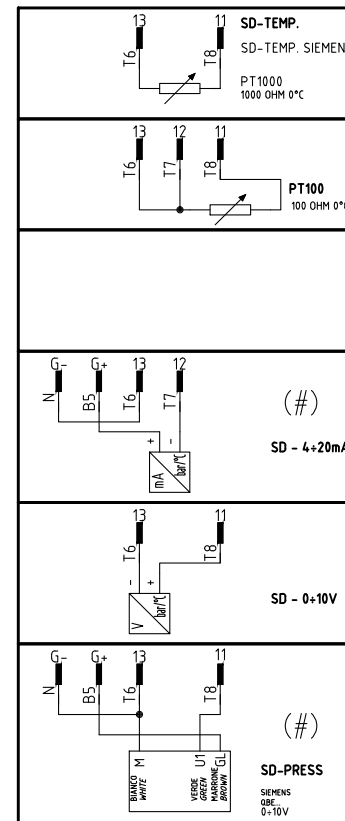 13 11 SD-TEMP.
T6 T8 SD-TEMP. SIEMEN
PT1000
1000 OHM 0°C
13 12 11
T6 T7 T8
PT100
100 OHM 0°
G- G+ 13 12
N B5 T6 T7
(#)
+ -
SD - 4÷20mA
mA bar/°C
13 11
T6 T8
- +
V bar/°C
SD - 0÷10V
G- G+ 13 11
N B5 T6 T8
(#)
M U1 GL
BIANCO VERDE MARRONE
WHITE GREEN BROWN
SD-PRESS
SIEMENS
QBE...
0÷10V